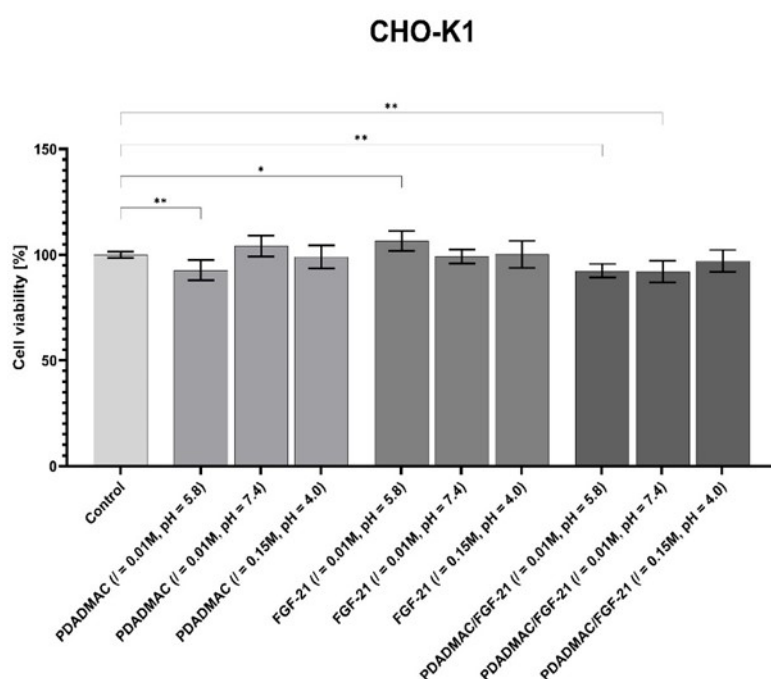 CHO-K1
**
**
*
**
Cell viability [%]
150
100
50
0
Control
PDADMAC (I = 0.01M, pH = 5.8)
PDADMAC (I = 0.01M, pH = 7.4)
PDADMAC (I = 0.15M, pH = 4.0)
FGF-21 (I = 0.01M, pH = 5.8)
FGF-21 (I = 0.01M, pH = 7.4)
FGF-21 (I = 0.15M, pH = 4.0)
PDADMAC/FGF-21 (I = 0.01M, pH = 5.8)
PDADMAC/FGF-21 (I = 0.01M, pH = 7.4)
PDADMAC/FGF-21 (I = 0.15M, pH = 4.0)